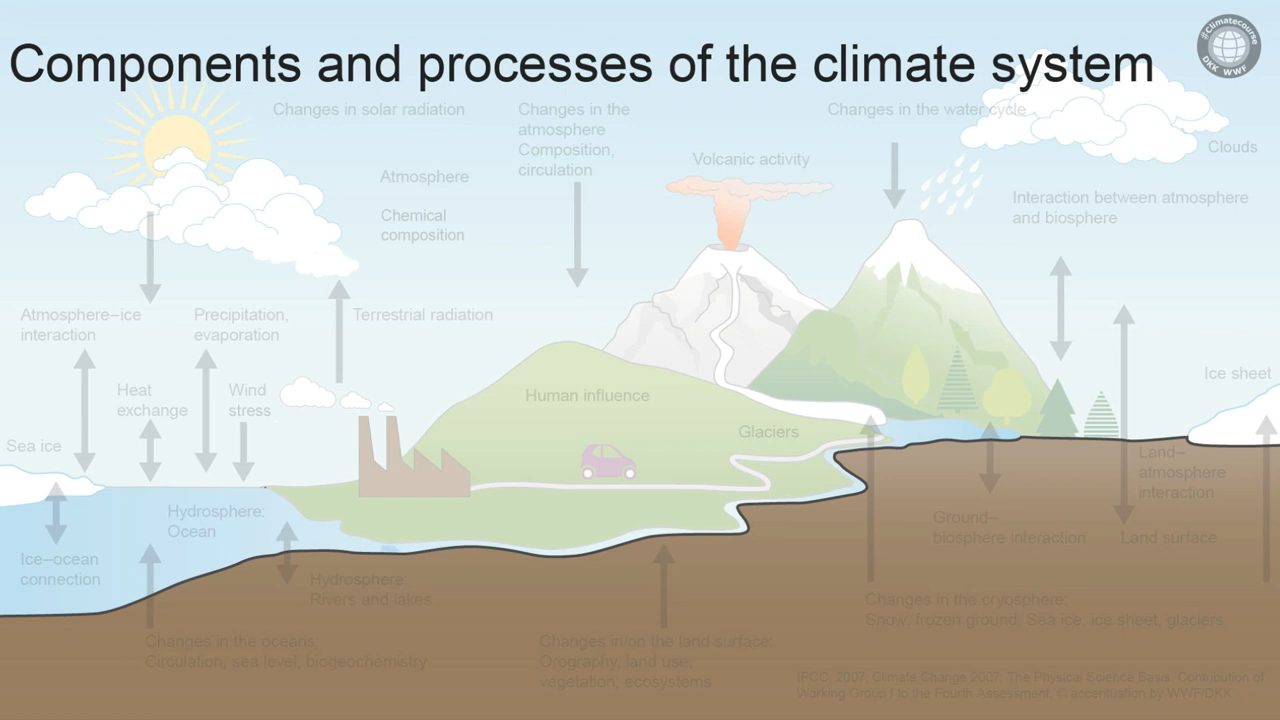 Components and processes of the climate system
#Climatecourse
DKK WWF
Changes in solar radiation
Changes in the
atmosphere
Composition,
circulation
Changes in the water cycle
Clouds
Volcanic activity
Atmosphere
Chemical
composition
Interaction between atmosphere
and biosphere
Atmosphere–ice
interaction
Precipitation,
evaporation
Terrestrial radiation
Heat
exchange
Wind
stress
Human influence
Ice sheet
Glaciers
Sea ice
Land–
atmosphere
interaction
Hydrosphere:
Ocean
Ground–
biosphere interaction
Land surface
Ice–ocean
connection
Hydrosphere:
Rivers and lakes
Changes in the cryosphere:
Snow, frozen ground, Sea ice, ice sheet, glaciers
Changes in the oceans:
Circulation, sea level, biogeochemistry
Changes in/on the land surface:
Orography, land use,
vegetation, ecosystems
IPCC, 2007, Climate Change 2007: The Physical Science Basis. Contribution of
Working Group I to the Fourth Assessment, © accentuation by WWF/DKK